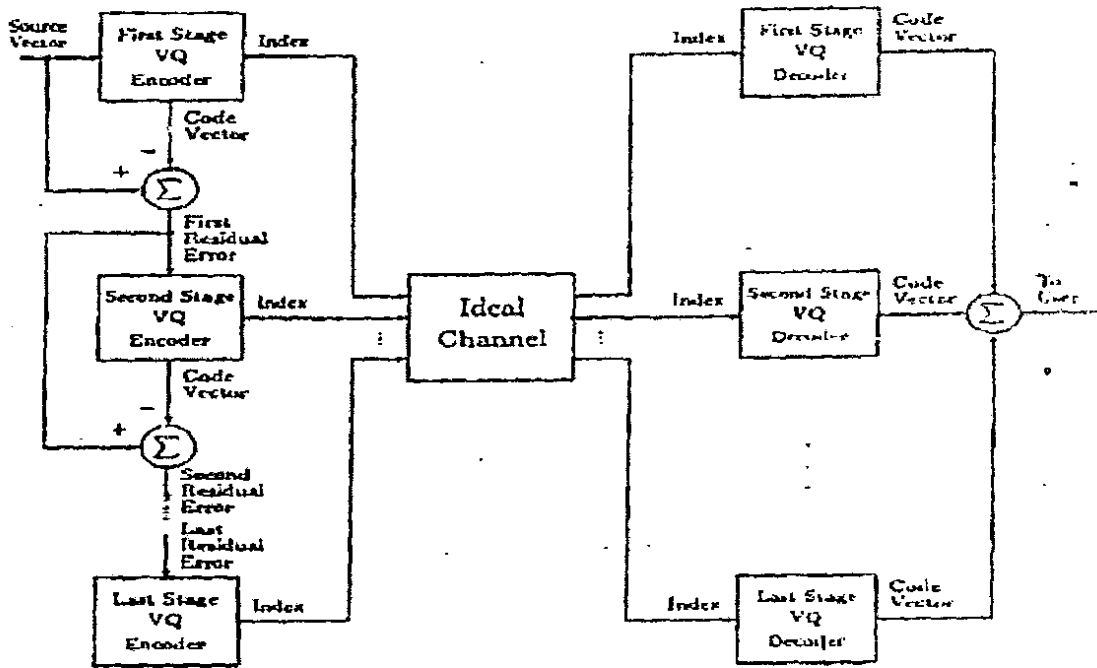 Source
Vector
First Stage
VQ
Encoder
Index
Code
Vector
−
+
Σ
First
Residual
Error
Second Stage
VQ
Encoder
Index
Code
Vector
−
+
Σ
Second
Residual
Error
Last
Residual
Error
Last Stage
VQ
Encoder
Index
Ideal
Channel
Index
First Stage
VQ
Decoder
Code
Vector
Index
Second Stage
VQ
Decoder
Code
Vector
Σ
To
User
Index
Last Stage
VQ
Decoder
Code
Vector